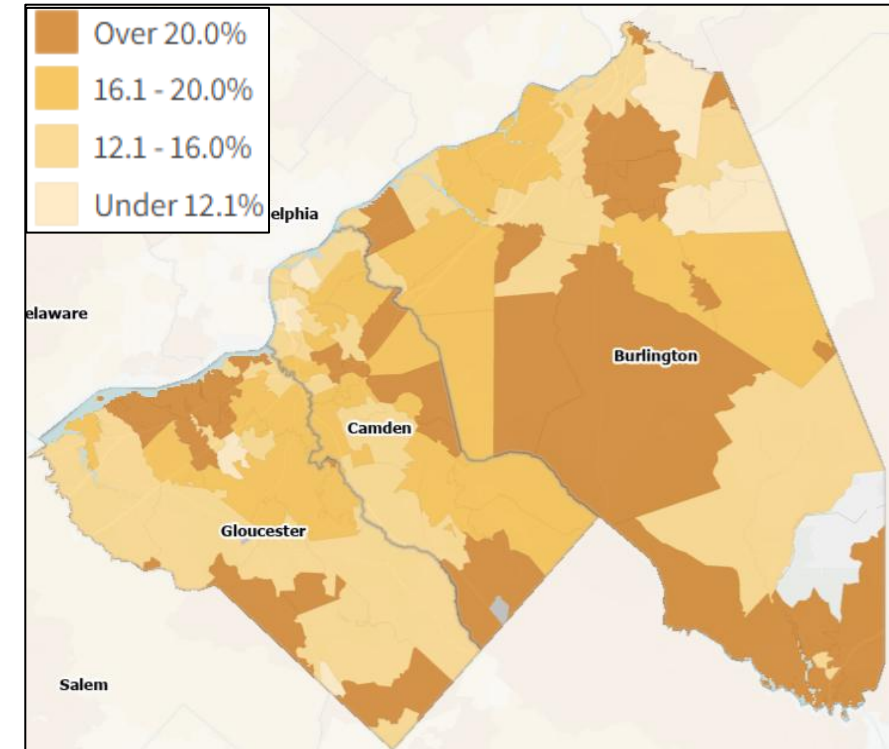 Over 20.0%
16.1 - 20.0%
12.1 - 16.0%
Under 12.1%
elphia
elaware
Burlington
Camden
Gloucester
Salem